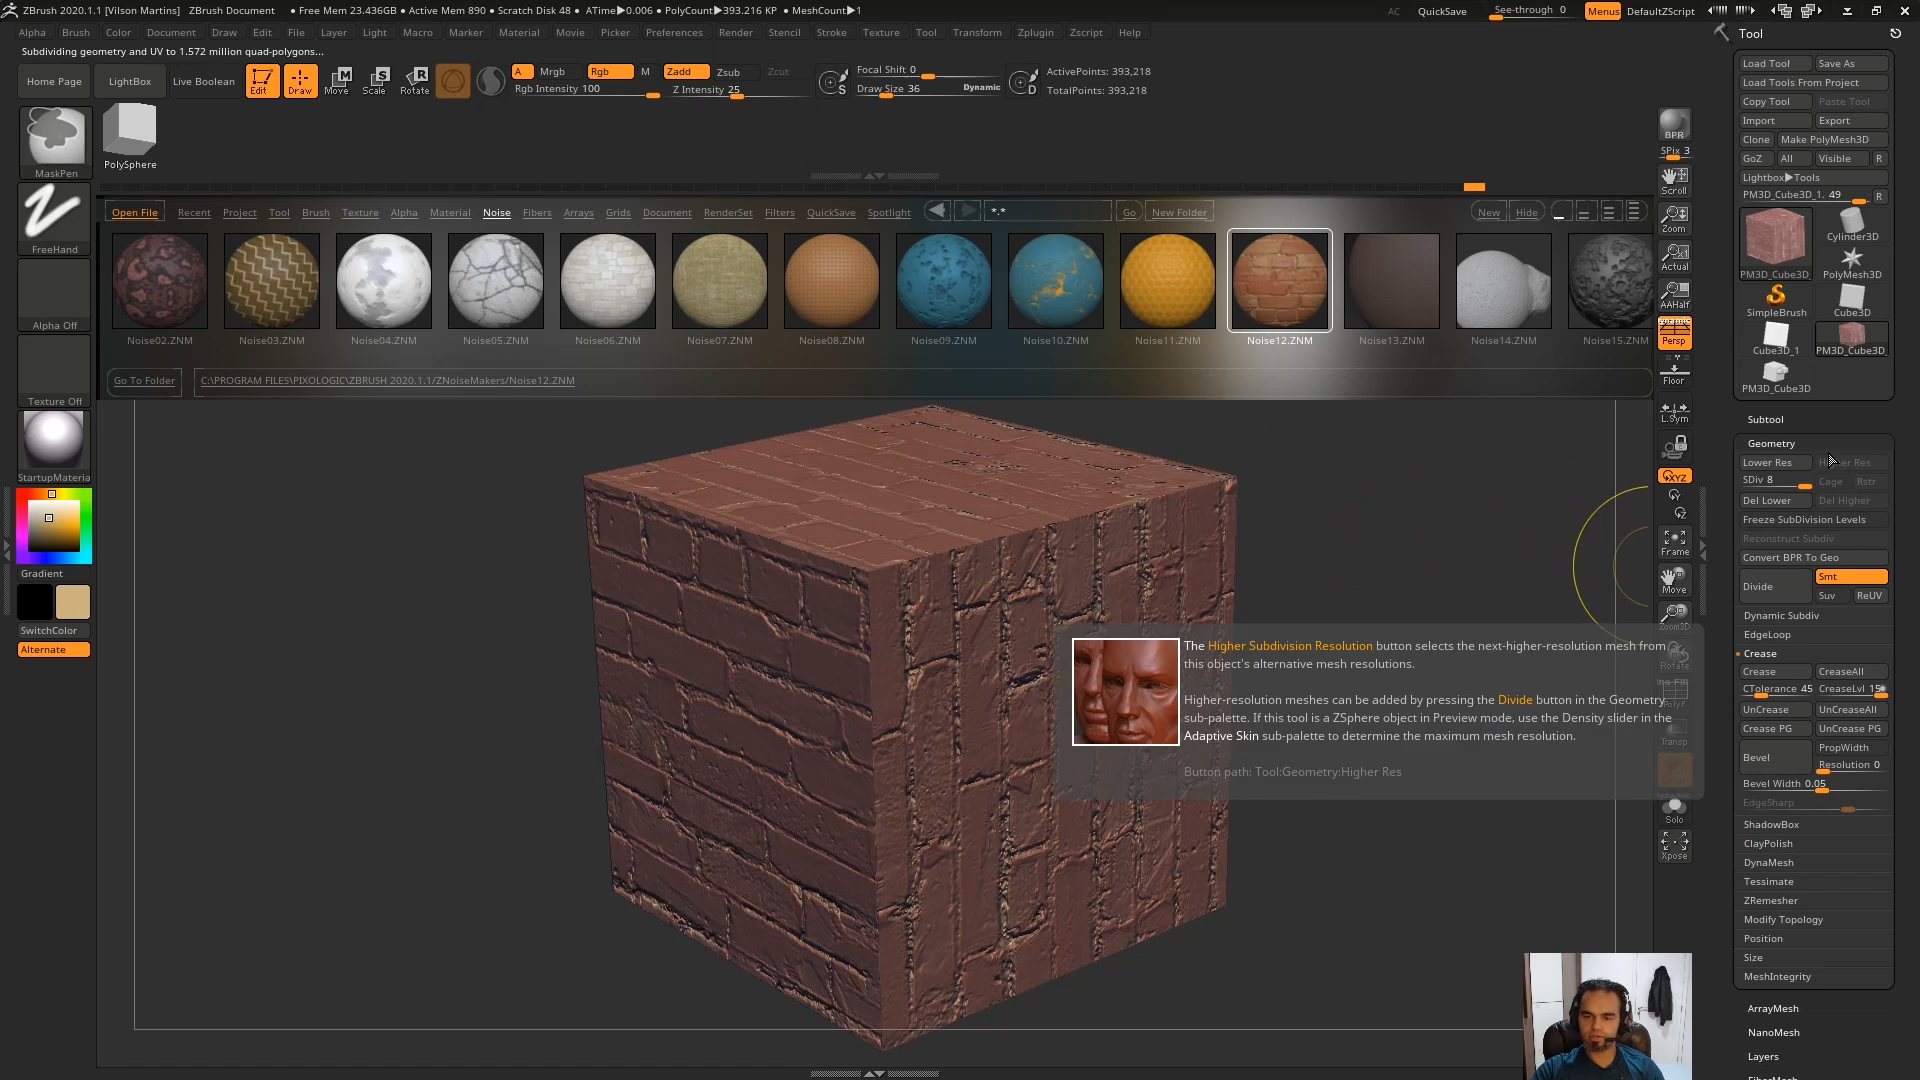 ZBrush 2020.1.1 [Vilson Martins] ZBrush Document • Free Mem 23.436GB • Active Mem 890 • Scratch Disk 48 • ATime▶0.006 • PolyCount▶393.216 KP • MeshCount▶1 AC QuickSave See-through 0 Menus DefaultZScript
Alpha Brush Color Document Draw Edit File Layer Light Macro Marker Material Movie Picker Preferences Render Stencil Stroke Texture Tool Transform Zplugin Zscript Help
Subdividing geometry and UV to 1.572 million quad-polygons...
Home Page LightBox Live Boolean Edit Draw Move Scale Rotate
A Mrgb Rgb M Zadd Zsub Zcut
Rgb Intensity 100 Z Intensity 25
S Focal Shift 0
Draw Size 36 Dynamic D
ActivePoints: 393,218
TotalPoints: 393,218
MaskPen
PolySphere
FreeHand
Alpha Off
Texture Off
StartupMateria
Gradient
SwitchColor
Alternate
Open File Recent Project Tool Brush Texture Alpha Material Noise Fibers Arrays Grids Document RenderSet Filters QuickSave Spotlight *.* Go New Folder New Hide
Noise02.ZNM Noise03.ZNM Noise04.ZNM Noise05.ZNM Noise06.ZNM Noise07.ZNM Noise08.ZNM Noise09.ZNM Noise10.ZNM Noise11.ZNM Noise12.ZNM Noise13.ZNM Noise14.ZNM Noise15.ZNM
Go To Folder C:\PROGRAM FILES\PIXOLOGIC\ZBRUSH 2020.1.1/ZNoiseMakers/Noise12.ZNM
The Higher Subdivision Resolution button selects the next-higher-resolution mesh from
this object's alternative mesh resolutions.
Higher-resolution meshes can be added by pressing the Divide button in the Geometry
sub-palette. If this tool is a ZSphere object in Preview mode, use the Density slider in the
Adaptive Skin sub-palette to determine the maximum mesh resolution.
Button path: Tool:Geometry:Higher Res
BPR
SPix 3
Scroll
Zoom
Actual
AAHalf
Persp
Floor
L.Sym
XYZ
Y
Z
Frame
Move
Zoom3D
Rotate
PolyF
Transp
Solo
Xpose
Tool
Load Tool Save As
Load Tools From Project
Copy Tool Paste Tool
Import Export
Clone Make PolyMesh3D
GoZ All Visible R
Lightbox▶Tools
PM3D_Cube3D_1. 49 R
PM3D_Cube3D_ Cylinder3D
PolyMesh3D
SimpleBrush Cube3D
Cube3D_1 PM3D_Cube3D_
PM3D_Cube3D
Subtool
Geometry
Lower Res Res
SDiv 8 Cage Rstr
Del Lower Del Higher
Freeze SubDivision Levels
Reconstruct Subdiv
Convert BPR To Geo
Divide Smt
Suv ReUV
Dynamic Subdiv
EdgeLoop
Crease
Crease CreaseAll
CTolerance 45 CreaseLvl 15
UnCrease UnCreaseAll
Crease PG UnCrease PG
Bevel PropWidth
Resolution 0
Bevel Width 0.05
EdgeSharp
ShadowBox
ClayPolish
DynaMesh
Tessimate
ZRemesher
Modify Topology
Position
Size
MeshIntegrity
ArrayMesh
NanoMesh
Layers